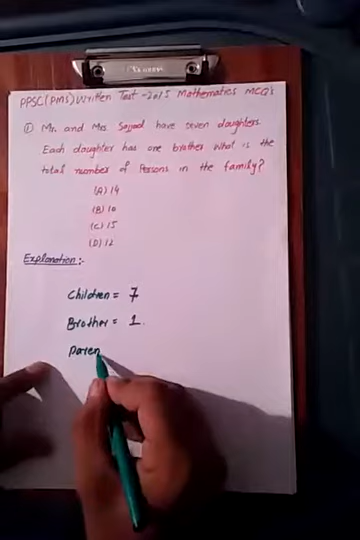 PPSC(PMS) Written Test -2015 Mathematics MCQ's
① Mr. and Mrs. Sajjad have seven daughters.
Each daughter has one brother what is the
total number of Persons in the family?
(A) 14
(B) 10
(C) 15
(D) 12
Explanation:-
Children = 7
Brother = 1.
Paren